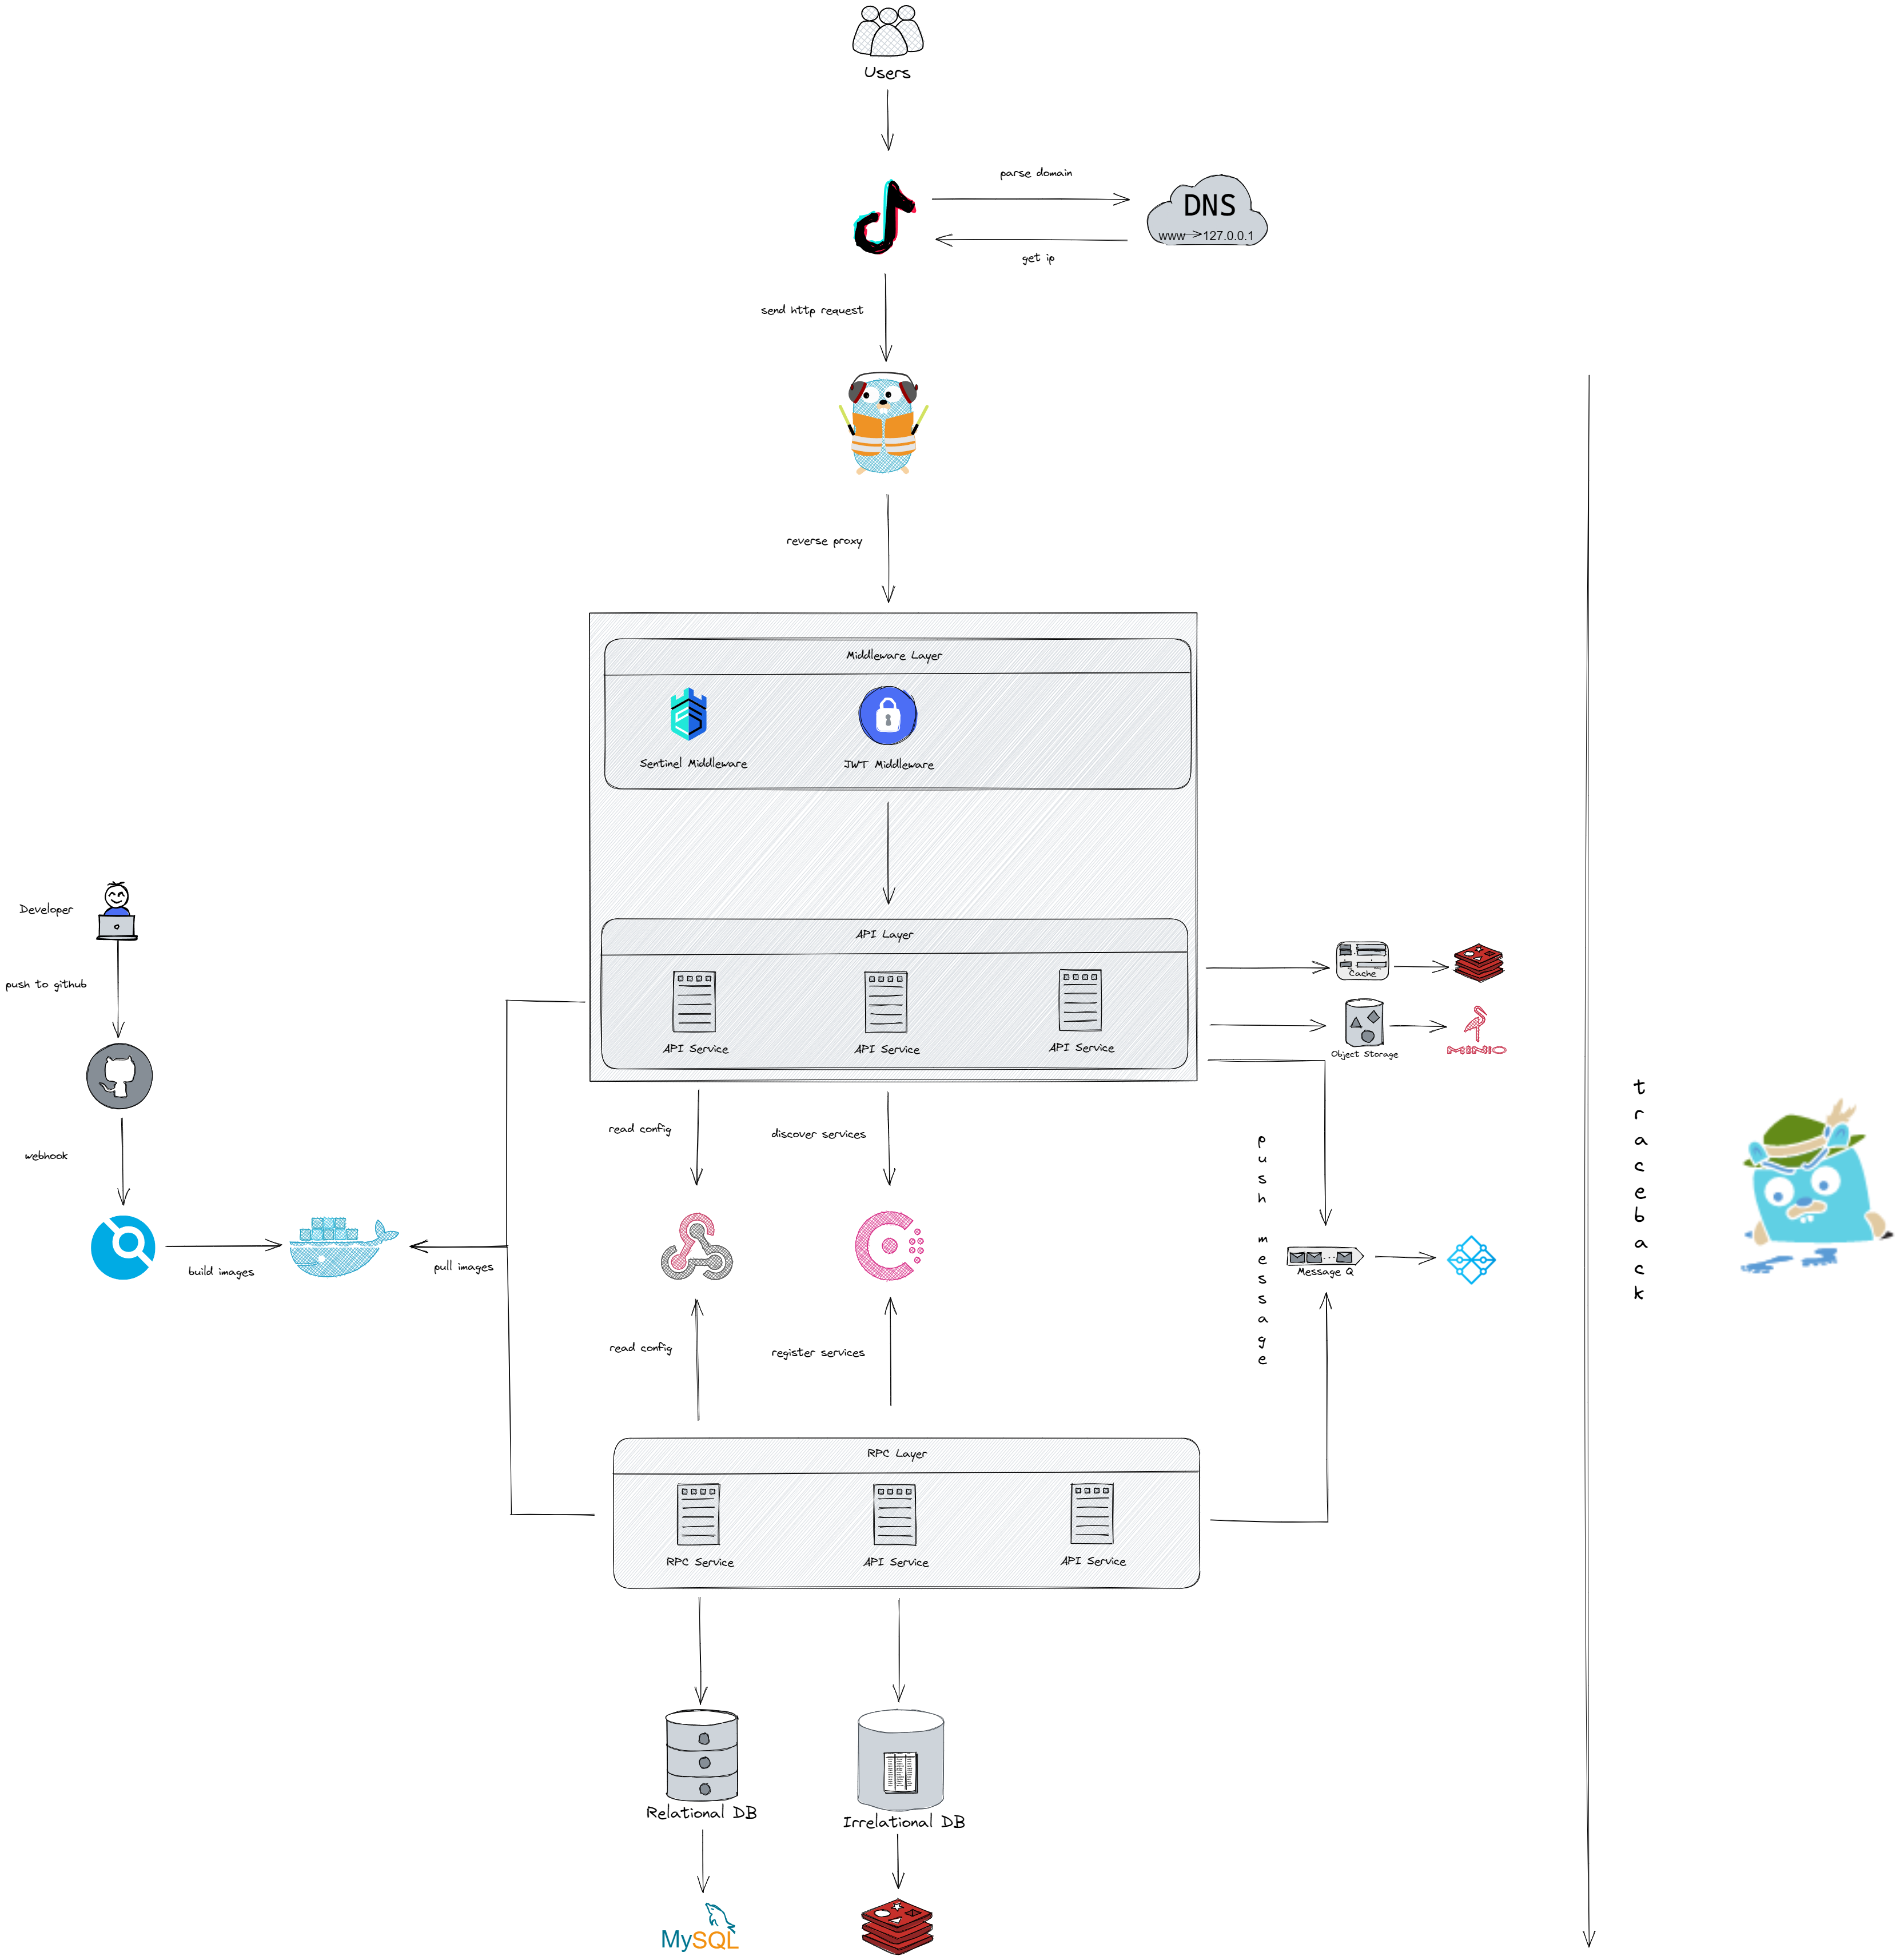 Users
parse domain
DNS
www 127.0.0.1
get ip
send http request
reverse proxy
Middleware Layer
Sentinel Middleware
JWT Middleware
API Layer
API Service
API Service
API Service
Developer
push to github
webhook
build images
pull images
Cache
Object Storage
MINIO
read config
discover services
push message
Message Q
traceback
read config
register services
RPC Layer
RPC Service
API Service
API Service
Relational DB
Irrelational DB
MySQL